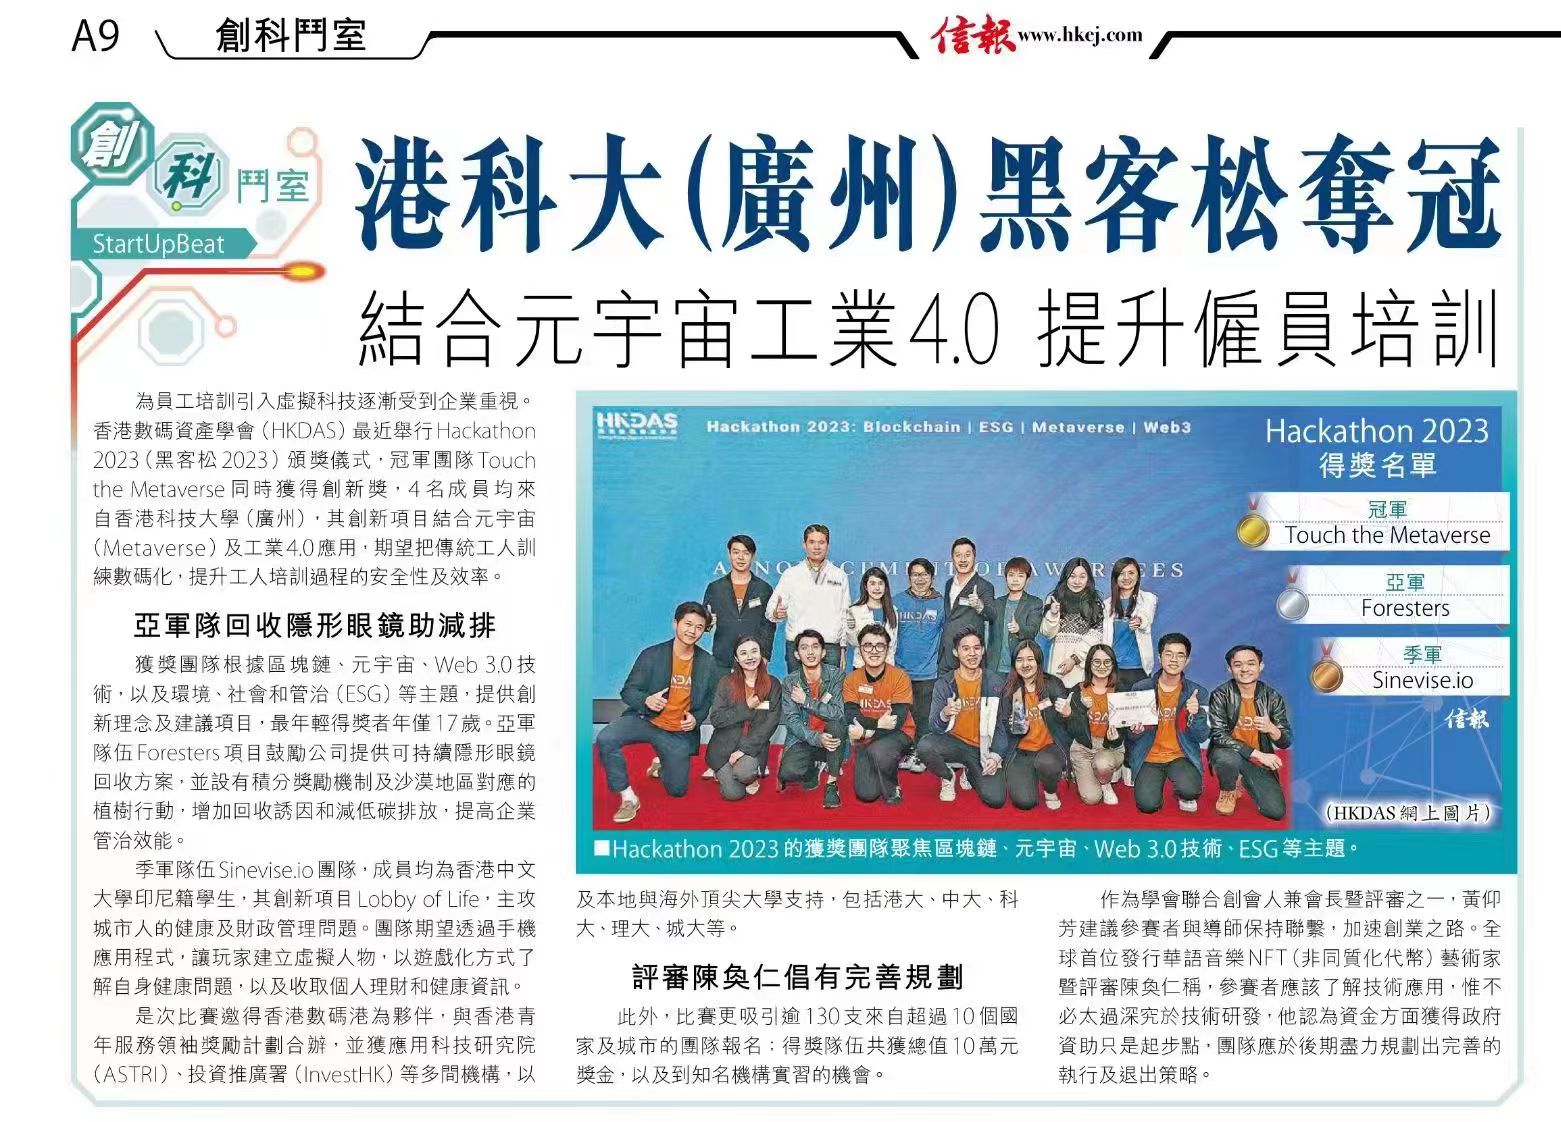 A9
創科鬥室
信報 www.hkej.com
創科鬥室
StartUpBeat
港科大(廣州)黑客松奪冠
結合元宇宙工業4.0 提升僱員培訓
為員工培訓引入虛擬科技逐漸受到企業重視。
香港數碼資產學會(HKDAS)最近舉行Hackathon
2023(黑客松2023)頒獎儀式,冠軍團隊Touch
the Metaverse同時獲得創新獎,4名成員均來
自香港科技大學(廣州),其創新項目結合元宇宙
(Metaverse)及工業4.0應用,期望把傳統工人訓
練數碼化,提升工人培訓過程的安全性及效率。
亞軍隊回收隱形眼鏡助減排
獲獎團隊根據區塊鏈、元宇宙、Web 3.0技
術,以及環境、社會和管治(ESG)等主題,提供創
新理念及建議項目,最年輕得獎者年僅17歲。亞軍
隊伍Foresters項目鼓勵公司提供可持續隱形眼鏡
回收方案,並設有積分獎勵機制及沙漠地區對應的
植樹行動,增加回收誘因和減低碳排放,提高企業
管治效能。
季軍隊伍Sinevise.io團隊,成員均為香港中文
大學印尼籍學生,其創新項目Lobby of Life,主攻
城市人的健康及財政管理問題。團隊期望透過手機
應用程式,讓玩家建立虛擬人物,以遊戲化方式了
解自身健康問題,以及收取個人理財和健康資訊。
是次比賽邀得香港數碼港為夥伴,與香港青
年服務領袖獎勵計劃合辦,並獲應用科技研究院
(ASTRI)、投資推廣署(InvestHK)等多間機構,以
HKDAS
Hackathon 2023: Blockchain | ESG | Metaverse | Web3
Hackathon 2023
得獎名單
冠軍
Touch the Metaverse
亞軍
Foresters
季軍
Sinevise.io
信報
(HKDAS網上圖片)
■Hackathon 2023的獲獎團隊聚焦區塊鏈、元宇宙、Web 3.0技術、ESG等主題。
及本地與海外頂尖大學支持,包括港大、中大、科
大、理大、城大等。
評審陳奐仁倡有完善規劃
此外,比賽更吸引逾130支來自超過10個國
家及城市的團隊報名;得獎隊伍共獲總值10萬元
獎金,以及到知名機構實習的機會。
作為學會聯合創會人兼會長暨評審之一,黃仰
芳建議參賽者與導師保持聯繫,加速創業之路。全
球首位發行華語音樂NFT(非同質化代幣)藝術家
暨評審陳奐仁稱,參賽者應該了解技術應用,惟不
必太過深究於技術研發,他認為資金方面獲得政府
資助只是起步點,團隊應於後期盡力規劃出完善的
執行及退出策略。